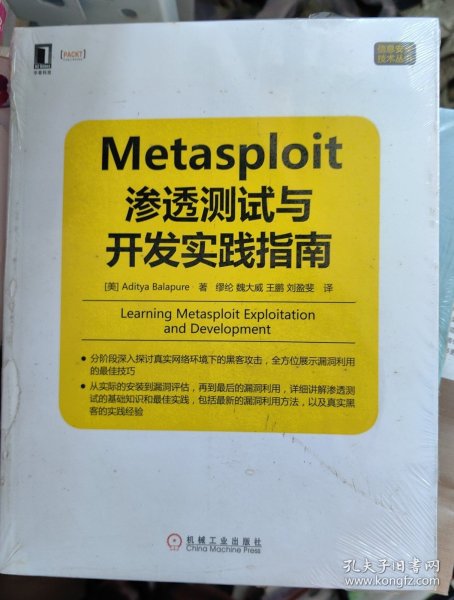 华章科技
[PACKT]
信息安全
技术丛书
Metasploit
渗透测试与
开发实践指南
[美] Aditya Balapure 著 缪纶 魏大威 王鹏 刘盈斐 译
Learning Metasploit Exploitation
and Development
● 分阶段深入探讨真实网络环境下的黑客攻击，全方位展示漏洞利用
的最佳技巧
● 从实际的安装到漏洞评估，再到最后的漏洞利用，详细讲解渗透测
试的基础知识和最佳实践，包括最新的漏洞利用方法，以及真实黑
客的实践经验
机械工业出版社
China Machine Press
孔夫子旧书网
www.kongfz.com